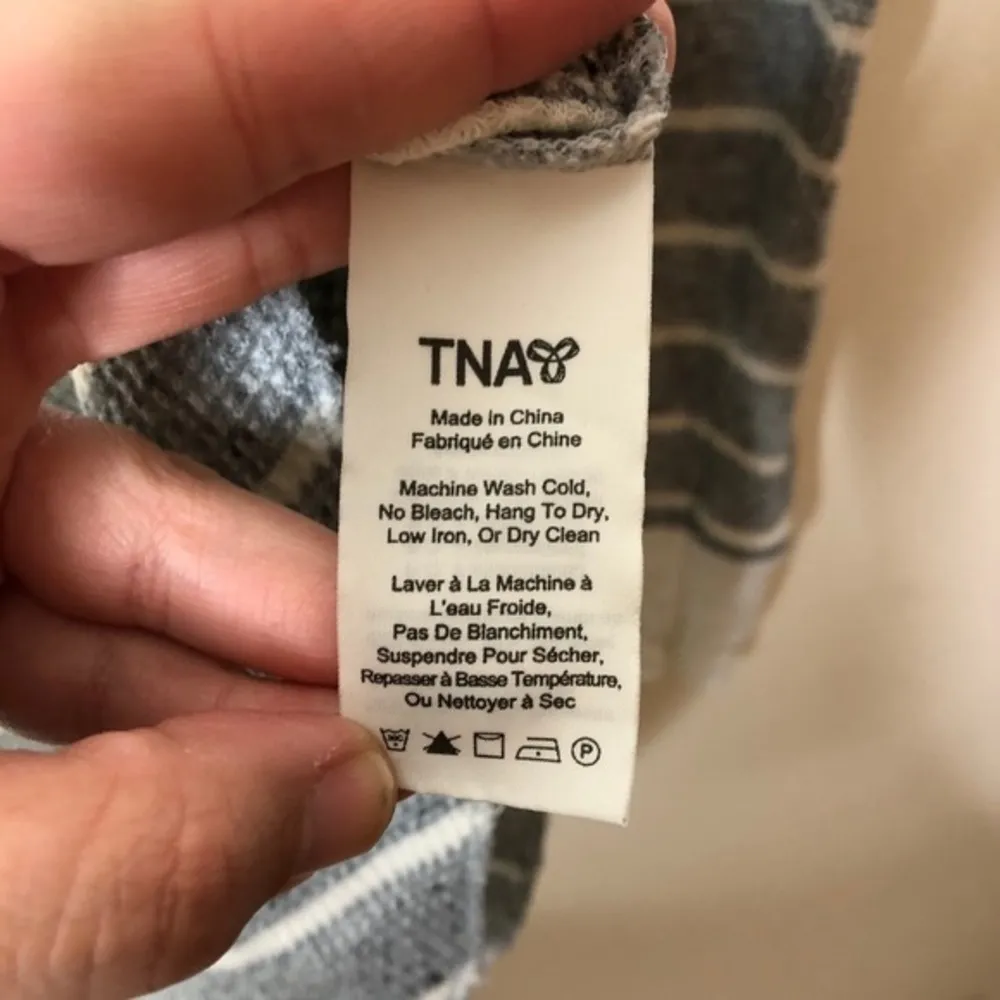 TNA
Made in China
Fabriqué en Chine
Machine Wash Cold,
No Bleach, Hang To Dry,
Low Iron, Or Dry Clean
Laver à La Machine à
L'eau Froide,
Pas De Blanchiment,
Suspendre Pour Sécher,
Repasser à Basse Température,
Ou Nettoyer à Sec
P